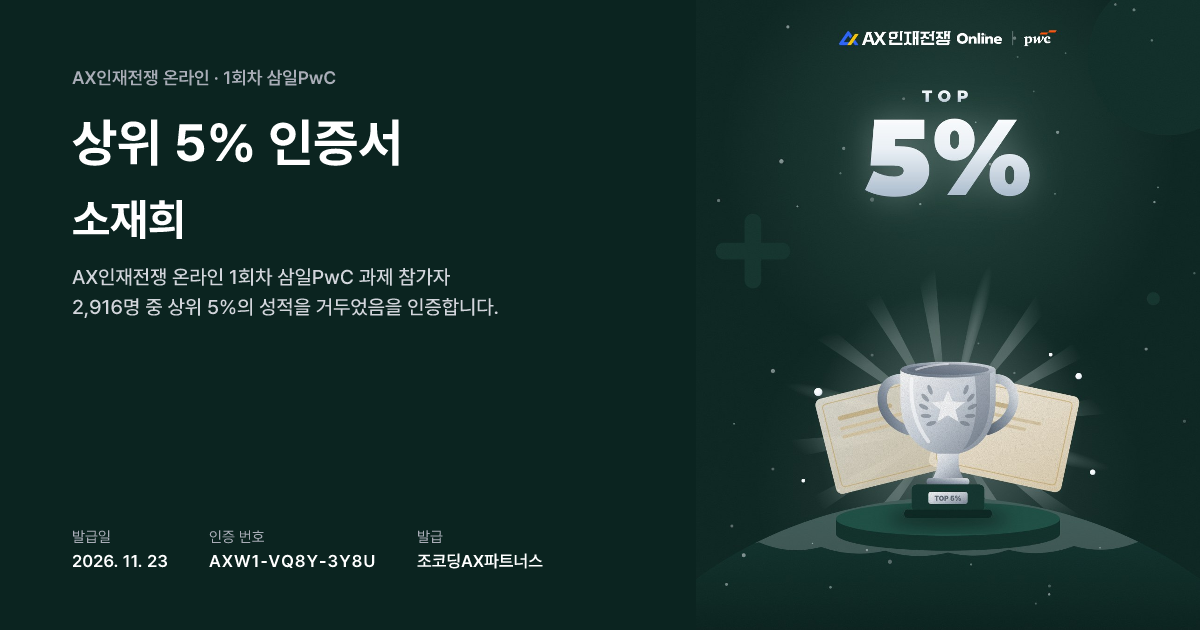 AX인재전쟁 온라인 · 1회차 삼일PwC
상위 5% 인증서
소재희
AX인재전쟁 온라인 1회차 삼일PwC 과제 참가자
2,916명 중 상위 5%의 성적을 거두었음을 인증합니다.
발급일
2026. 11. 23
인증 번호
AXW1-VQ8Y-3Y8U
발급
조코딩AX파트너스
AX인재전쟁 Online | pwc
TOP
5%
TOP 5%